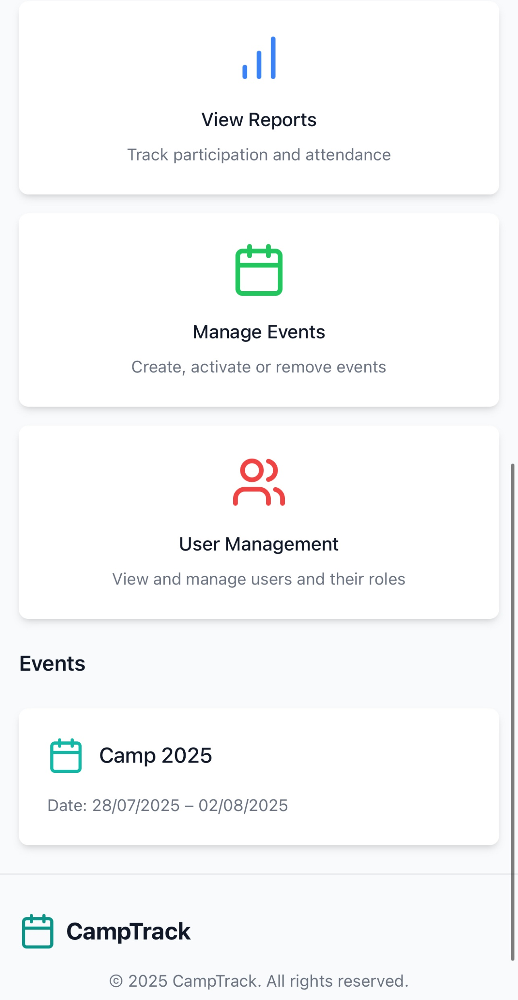 View Reports
Track participation and attendance
Manage Events
Create, activate or remove events
User Management
View and manage users and their roles
Events
Camp 2025
Date: 28/07/2025 – 02/08/2025
CampTrack
© 2025 CampTrack. All rights reserved.